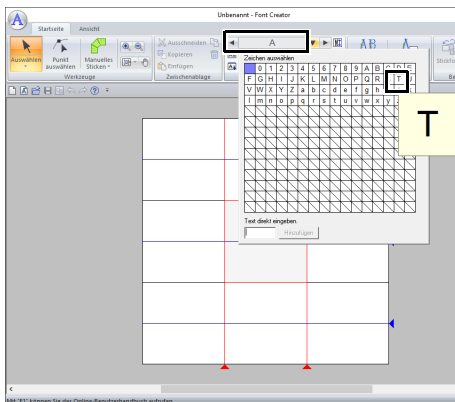 Unbenannt - Font Creator
A
Startseite Ansicht
Auswählen
Punkt auswählen
Manuelles Sticken
Werkzeuge
Ausschneiden
Kopieren
Einfügen
Zwischenablage
A
AB
Zeichen auswählen
0 1 2 3 4 5 6 7 8 9 A B C D E
F G H I J K L M N O P Q R S T U
V W X Y Z a b c d e f g h
l m n o p q r s t u v w x y z
T
Text direkt eingeben.
Hinzufügen
Mit "F1" können Sie das Online-Benutzerhandbuch aufrufen.